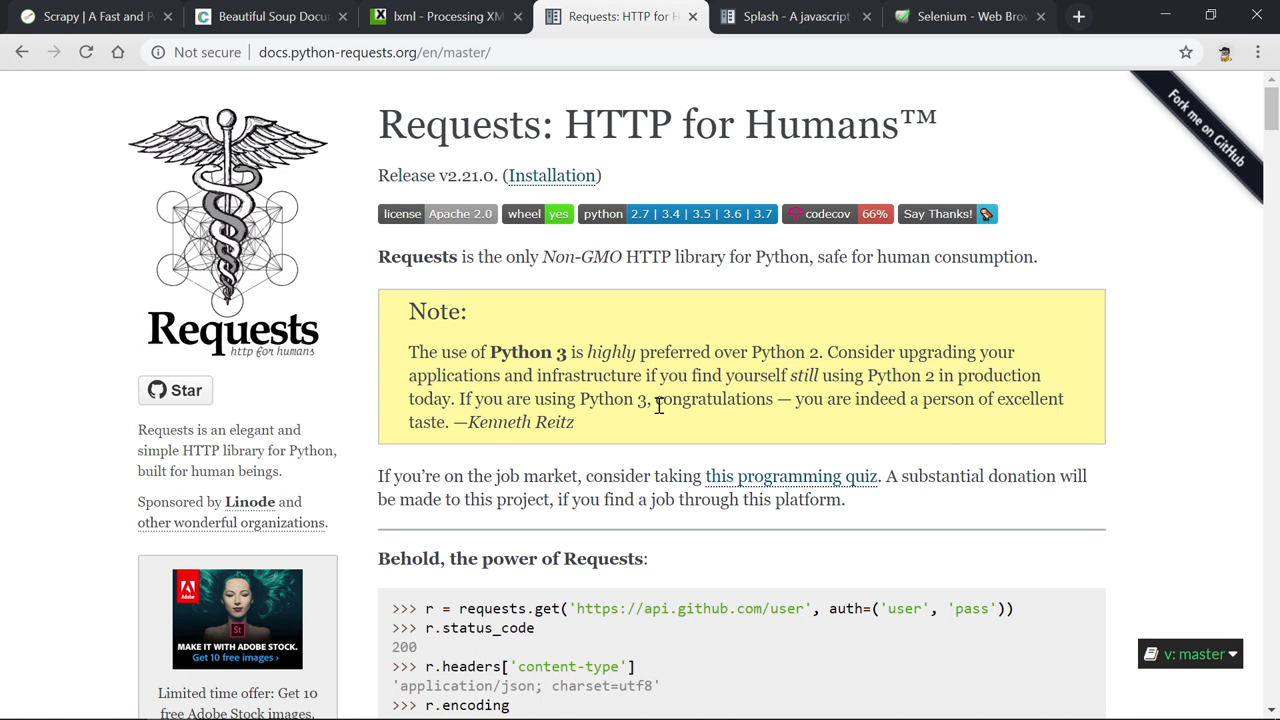 Scrapy | A Fast and P
Beautiful Soup Docu
lxml - Processing XM
Requests: HTTP for H
Splash - A javascript
Selenium - Web Brow
Not secure | docs.python-requests.org/en/master/
Fork me on GitHub
Requests
http for humans
Star
Requests is an elegant and
simple HTTP library for Python,
built for human beings.
Sponsored by Linode and
other wonderful organizations.
MAKE IT WITH ADOBE STOCK.
Get 10 free images ›
Limited time offer: Get 10
free Adobe Stock images.
Requests: HTTP for Humans™
Release v2.21.0. (Installation)
license Apache 2.0 wheel yes python 2.7 | 3.4 | 3.5 | 3.6 | 3.7 codecov 66% Say Thanks!
Requests is the only Non-GMO HTTP library for Python, safe for human consumption.
Note:
The use of Python 3 is highly preferred over Python 2. Consider upgrading your
applications and infrastructure if you find yourself still using Python 2 in production
today. If you are using Python 3, congratulations — you are indeed a person of excellent
taste. —Kenneth Reitz
If you’re on the job market, consider taking this programming quiz. A substantial donation will
be made to this project, if you find a job through this platform.
Behold, the power of Requests:
>>> r = requests.get('https://api.github.com/user', auth=('user', 'pass'))
>>> r.status_code
200
>>> r.headers['content-type']
'application/json; charset=utf8'
>>> r.encoding
v: master